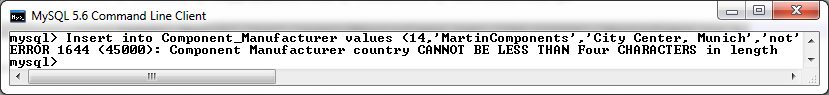 MySQL 5.6 Command Line Client
mysql> Insert into Component_Manufacturer values (14,'MartinComponents','City Center, Munich','not'
ERROR 1644 (45000): Component Manufacturer country CANNOT BE LESS THAN Four CHARACTERS in length
mysql>